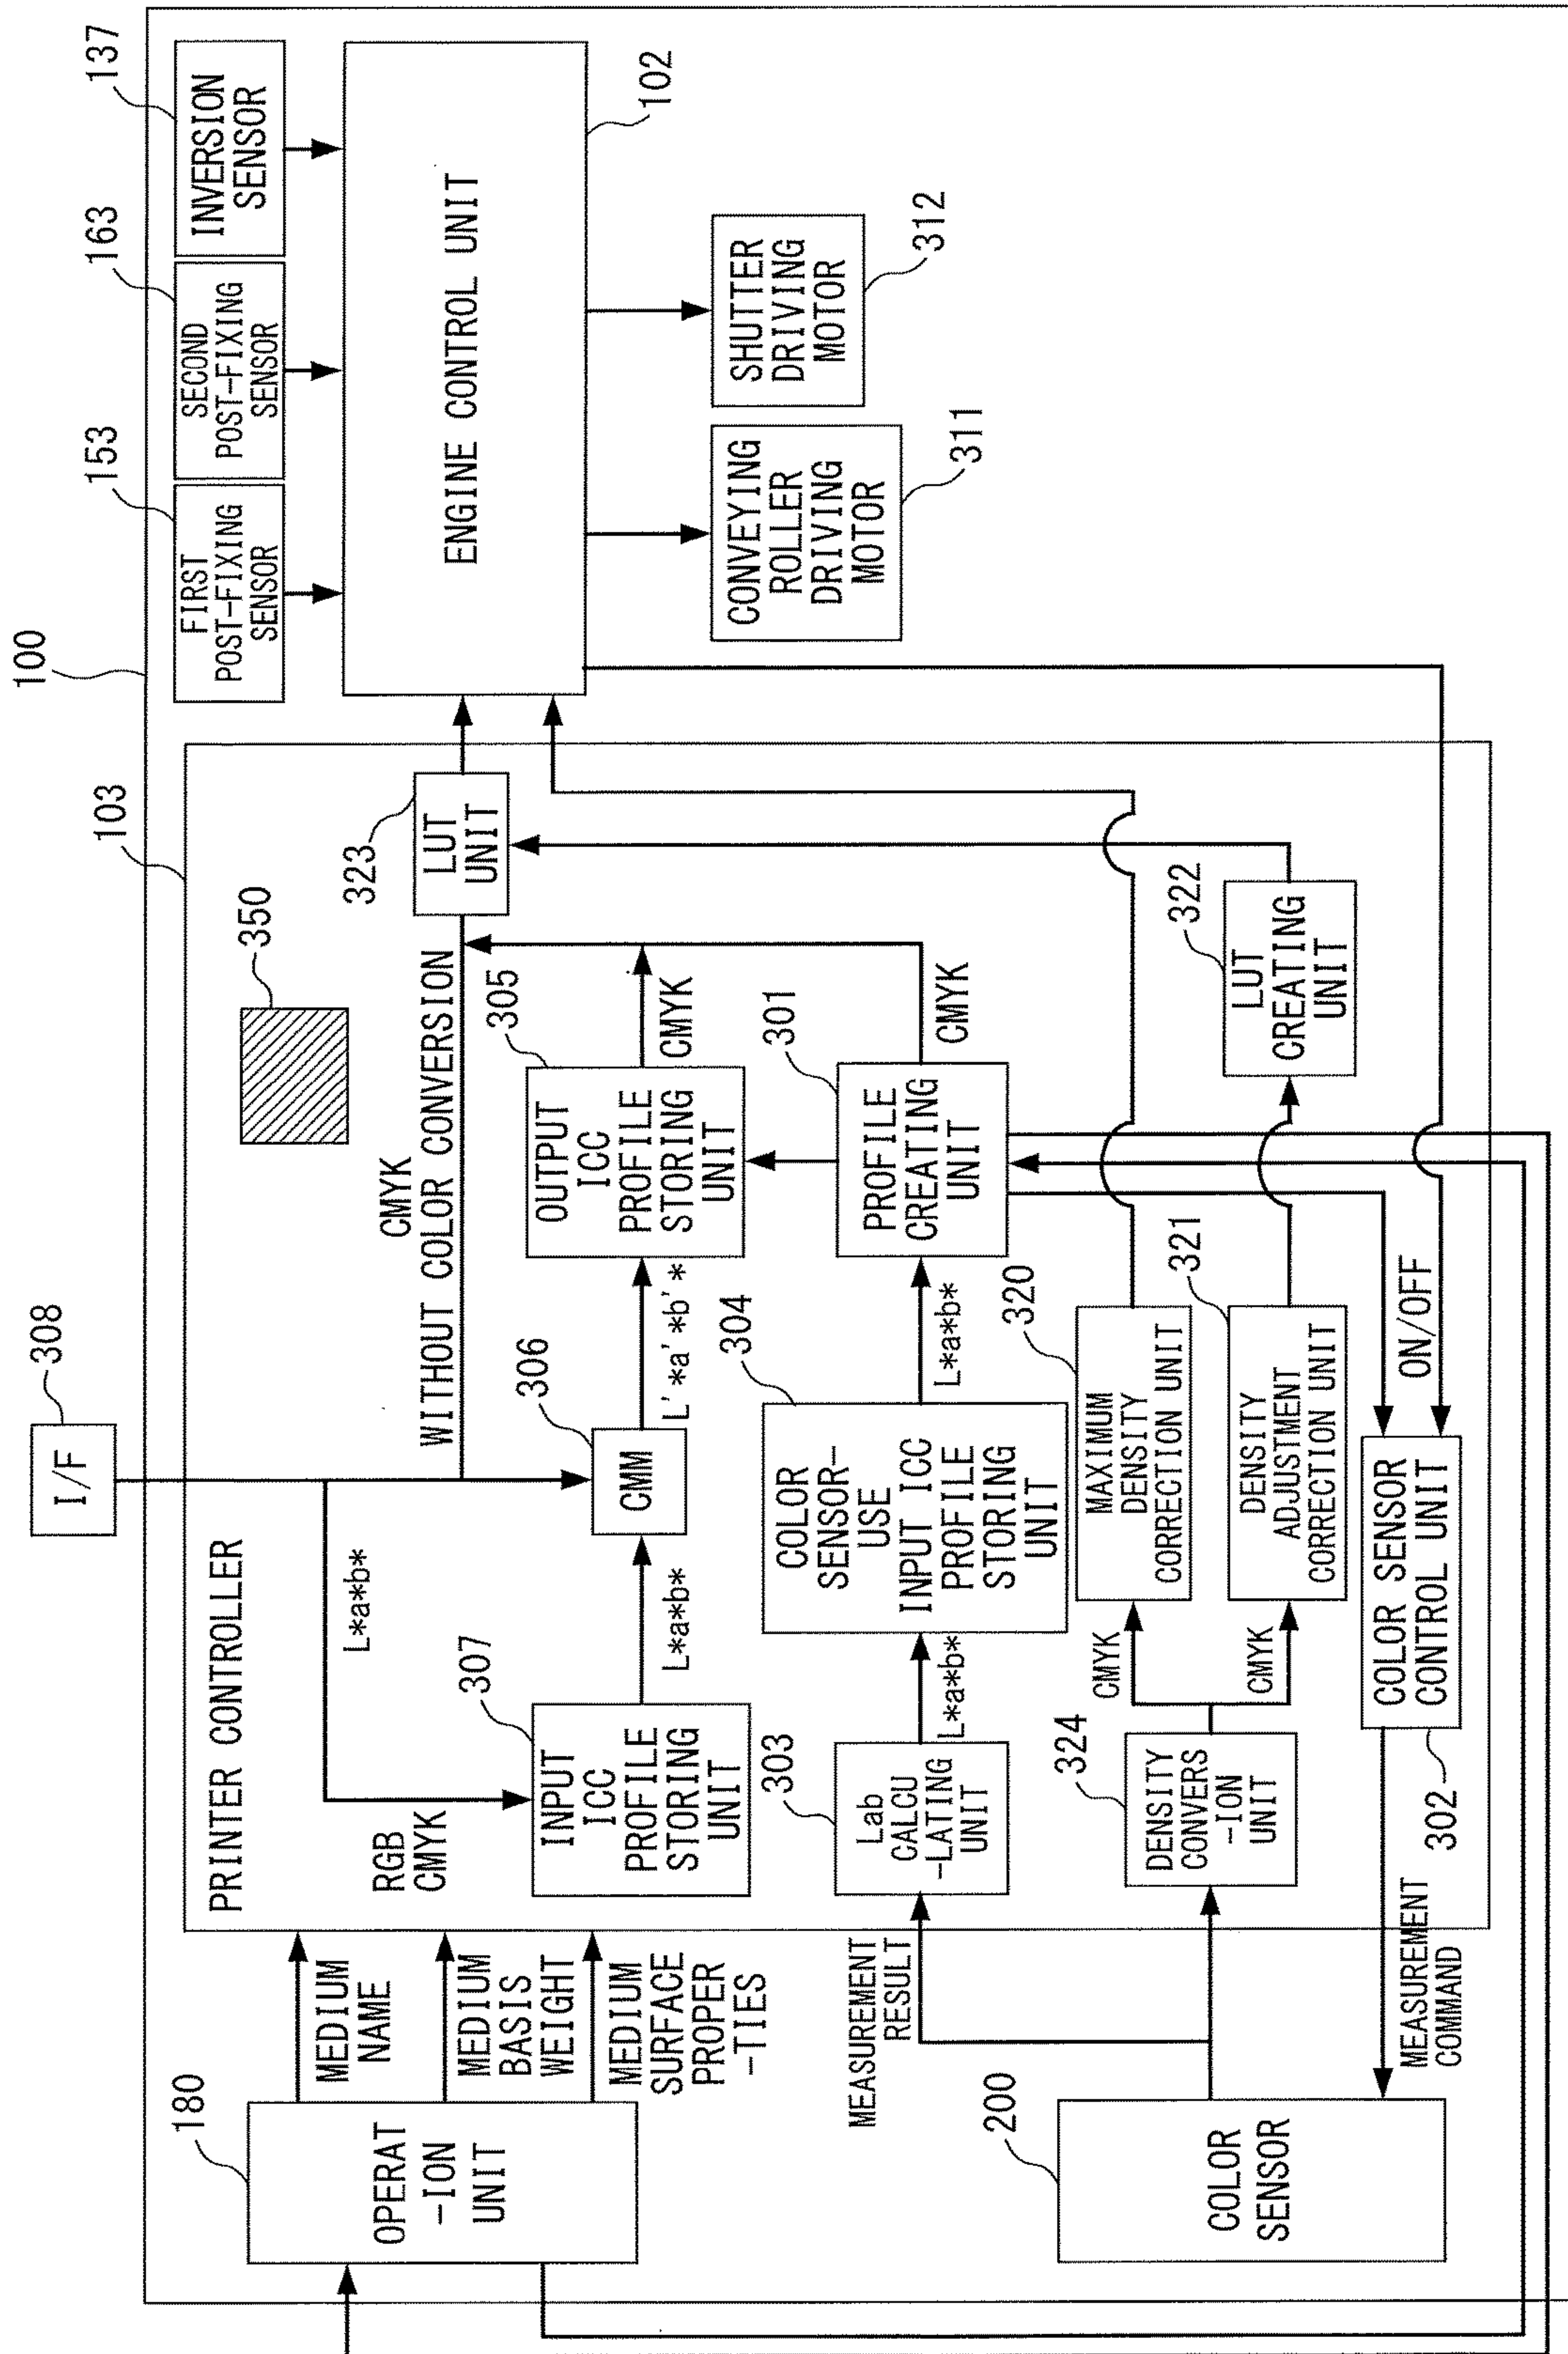 100
I/F
308
103
153
FIRST
POST-FIXING
SENSOR
163
SECOND
POST-FIXING
SENSOR
137
INVERSION
SENSOR
PRINTER CONTROLLER
350
180
OPERAT
-ION
UNIT
MEDIUM
NAME
MEDIUM
BASIS
WEIGHT
MEDIUM
SURFACE
PROPER
-TIES
RGB
CMYK
L*a*b*
CMYK
WITHOUT COLOR CONVERSION
323
LUT
UNIT
ENGINE CONTROL UNIT
102
307
INPUT
ICC
PROFILE
STORING
UNIT
L*a*b*
306
CMM
L'*a'*b'*
305
OUTPUT
ICC
PROFILE
STORING
UNIT
CMYK
CONVEYING
ROLLER
DRIVING
MOTOR
311
SHUTTER
DRIVING
MOTOR
312
MEASUREMENT
RESULT
303
Lab
CALCU
-LATING
UNIT
L*a*b*
304
COLOR
SENSOR-
USE
INPUT ICC
PROFILE
STORING
UNIT
L*a*b*
301
PROFILE
CREATING
UNIT
CMYK
200
COLOR
SENSOR
324
DENSITY
CONVERS
-ION
UNIT
CMYK
CMYK
320
MAXIMUM
DENSITY
CORRECTION UNIT
321
DENSITY
ADJUSTMENT
CORRECTION UNIT
322
LUT
CREATING
UNIT
MEASUREMENT
COMMAND
302
COLOR SENSOR
CONTROL UNIT
ON/OFF